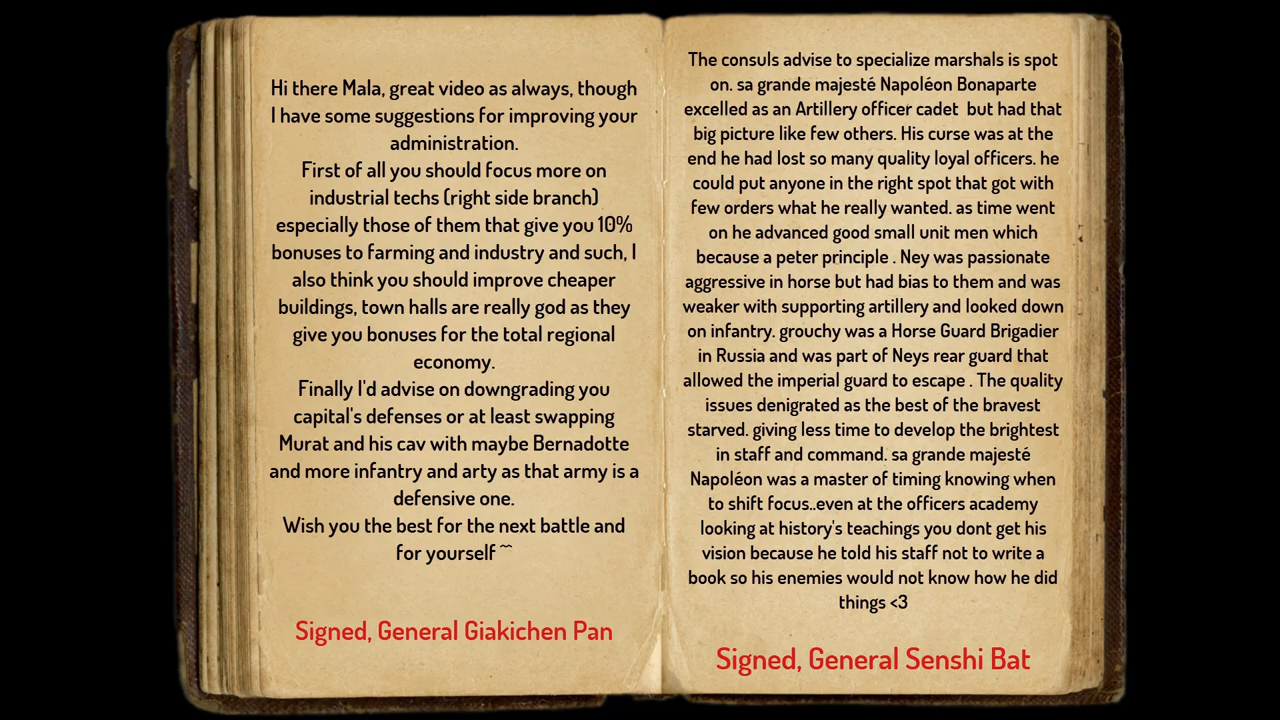 Hi there Mala, great video as always, though
I have some suggestions for improving your
administration.
First of all you should focus more on
industrial techs (right side branch)
especially those of them that give you 10%
bonuses to farming and industry and such, I
also think you should improve cheaper
buildings, town halls are really god as they
give you bonuses for the total regional
economy.
Finally I'd advise on downgrading you
capital's defenses or at least swapping
Murat and his cav with maybe Bernadotte
and more infantry and arty as that army is a
defensive one.
Wish you the best for the next battle and
for yourself ^^
Signed, General Giakichen Pan
The consuls advise to specialize marshals is spot
on. sa grande majesté Napoléon Bonaparte
excelled as an Artillery officer cadet  but had that
big picture like few others. His curse was at the
end he had lost so many quality loyal officers. he
could put anyone in the right spot that got with
few orders what he really wanted. as time went
on he advanced good small unit men which
because a peter principle . Ney was passionate
aggressive in horse but had bias to them and was
weaker with supporting artillery and looked down
on infantry. grouchy was a Horse Guard Brigadier
in Russia and was part of Neys rear guard that
allowed the imperial guard to escape . The quality
issues denigrated as the best of the bravest
starved. giving less time to develop the brightest
in staff and command. sa grande majesté
Napoléon was a master of timing knowing when
to shift focus..even at the officers academy
looking at history's teachings you dont get his
vision because he told his staff not to write a
book so his enemies would not know how he did
things <3
Signed, General Senshi Bat